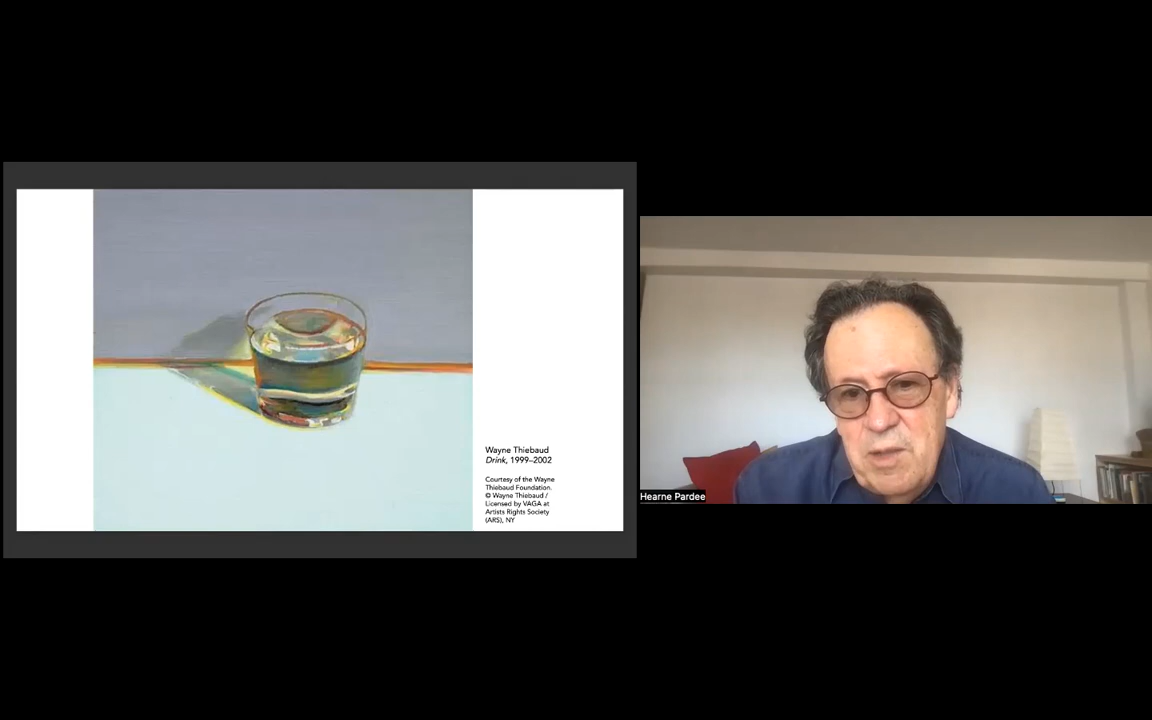 Wayne Thiebaud
Drink, 1999–2002
Courtesy of the Wayne
Thiebaud Foundation.
© Wayne Thiebaud /
Licensed by VAGA at
Artists Rights Society
(ARS), NY
Hearne Pardee